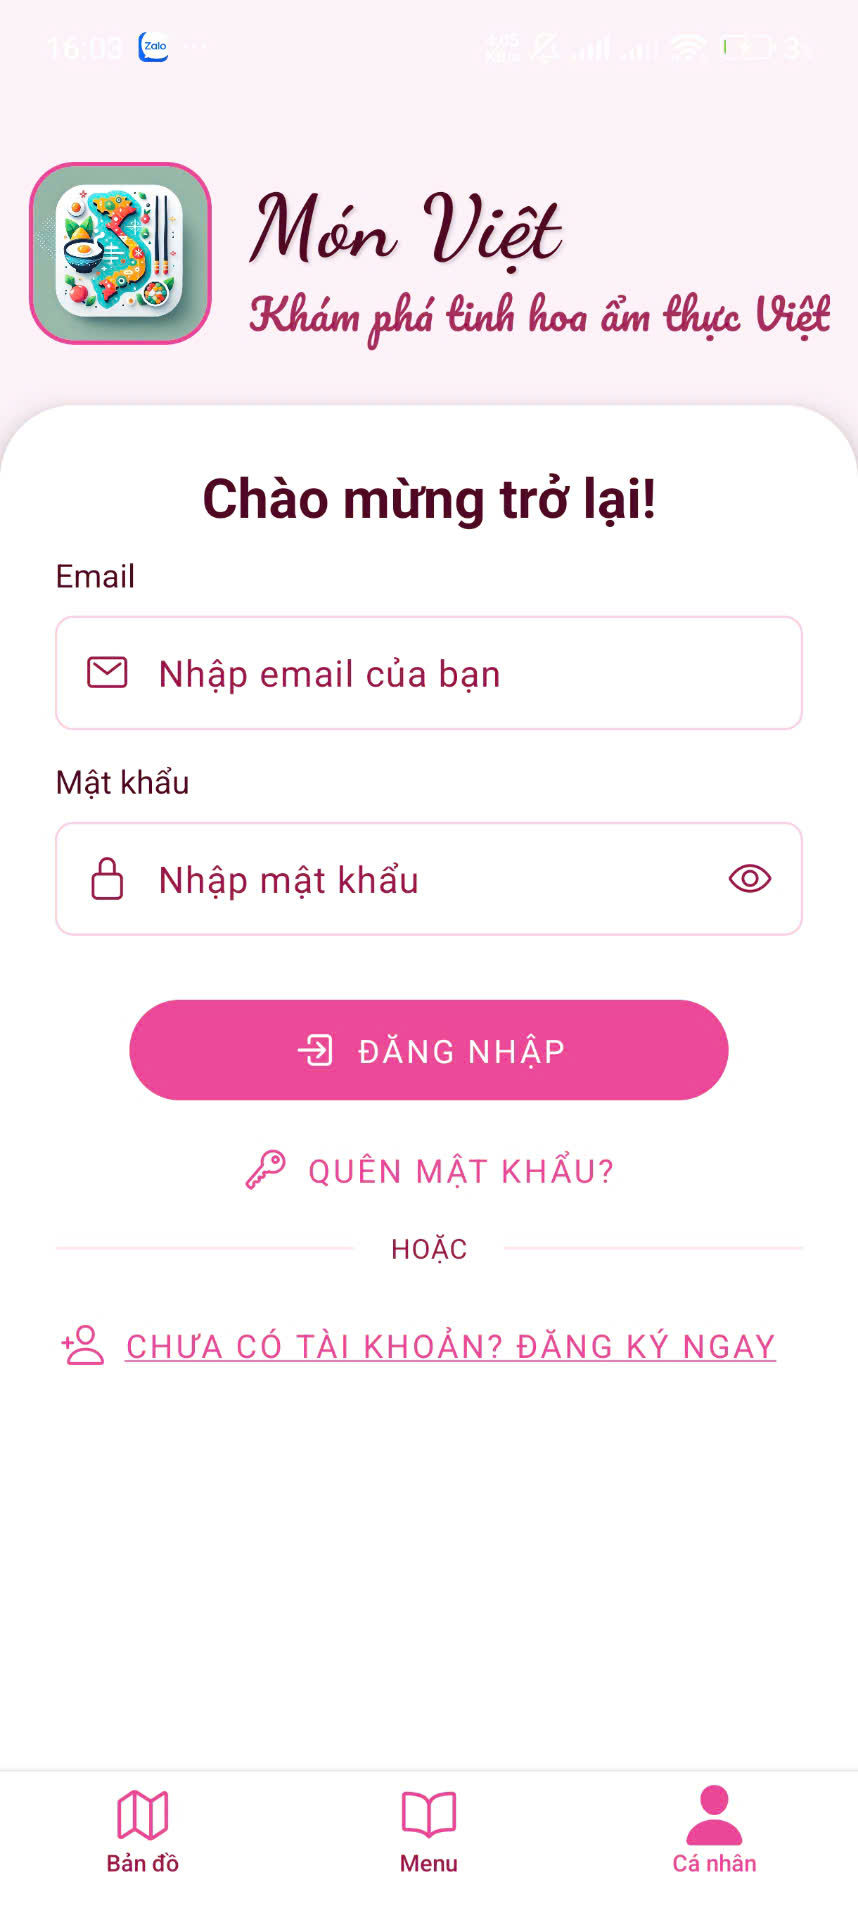 16:03 Zalo ...
Món Việt
Khám phá tinh hoa ẩm thực Việt
Chào mừng trở lại!
Email
Nhập email của bạn
Mật khẩu
Nhập mật khẩu
ĐĂNG NHẬP
QUÊN MẬT KHẨU?
HOẶC
CHƯA CÓ TÀI KHOẢN? ĐĂNG KÝ NGAY
Bản đồ
Menu
Cá nhân